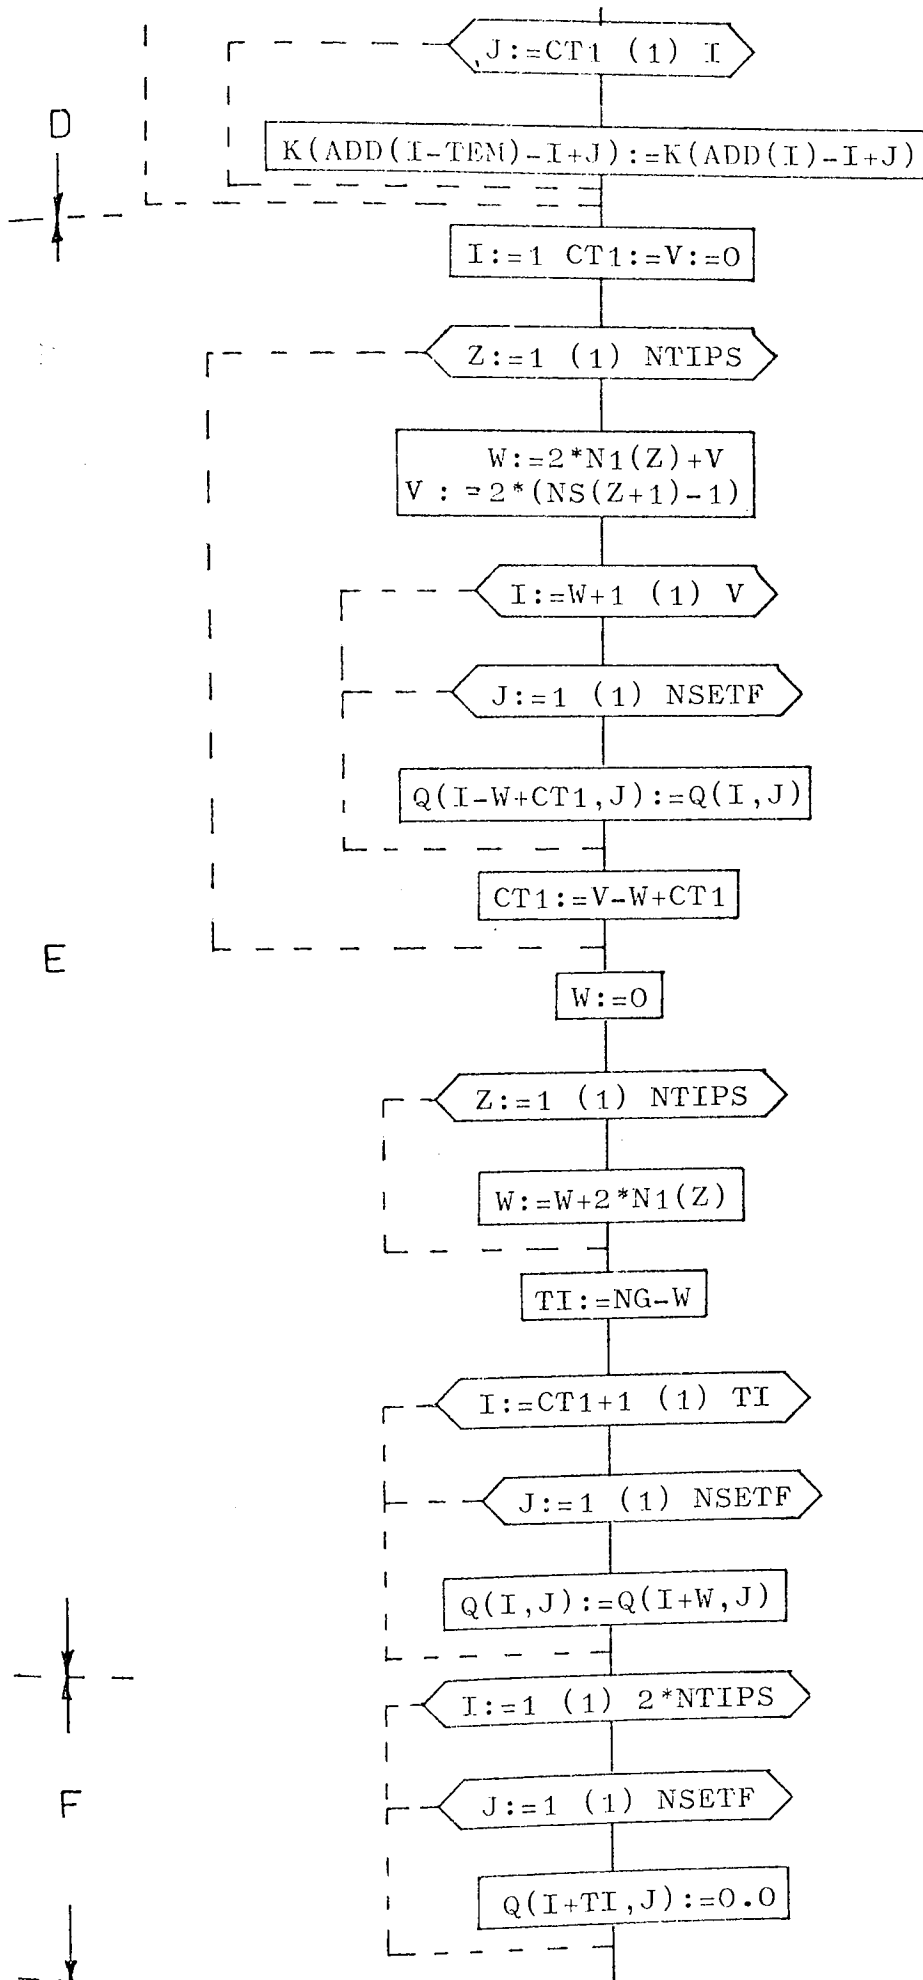 J:=CT1 (1) I
D
K(ADD(I-TEM)-I+J):=K(ADD(I)-I+J)
I:=1 CT1:=V:=0
Z:=1 (1) NTIPS
W:=2*N1(Z)+V
V:=2*(NS(Z+1)-1)
I:=W+1 (1) V
J:=1 (1) NSETF
Q(I-W+CT1,J):=Q(I,J)
CT1:=V-W+CT1
E
W:=0
Z:=1 (1) NTIPS
W:=W+2*N1(Z)
TI:=NG-W
I:=CT1+1 (1) TI
J:=1 (1) NSETF
Q(I,J):=Q(I+W,J)
I:=1 (1) 2*NTIPS
F
J:=1 (1) NSETF
Q(I+TI,J):=0.0